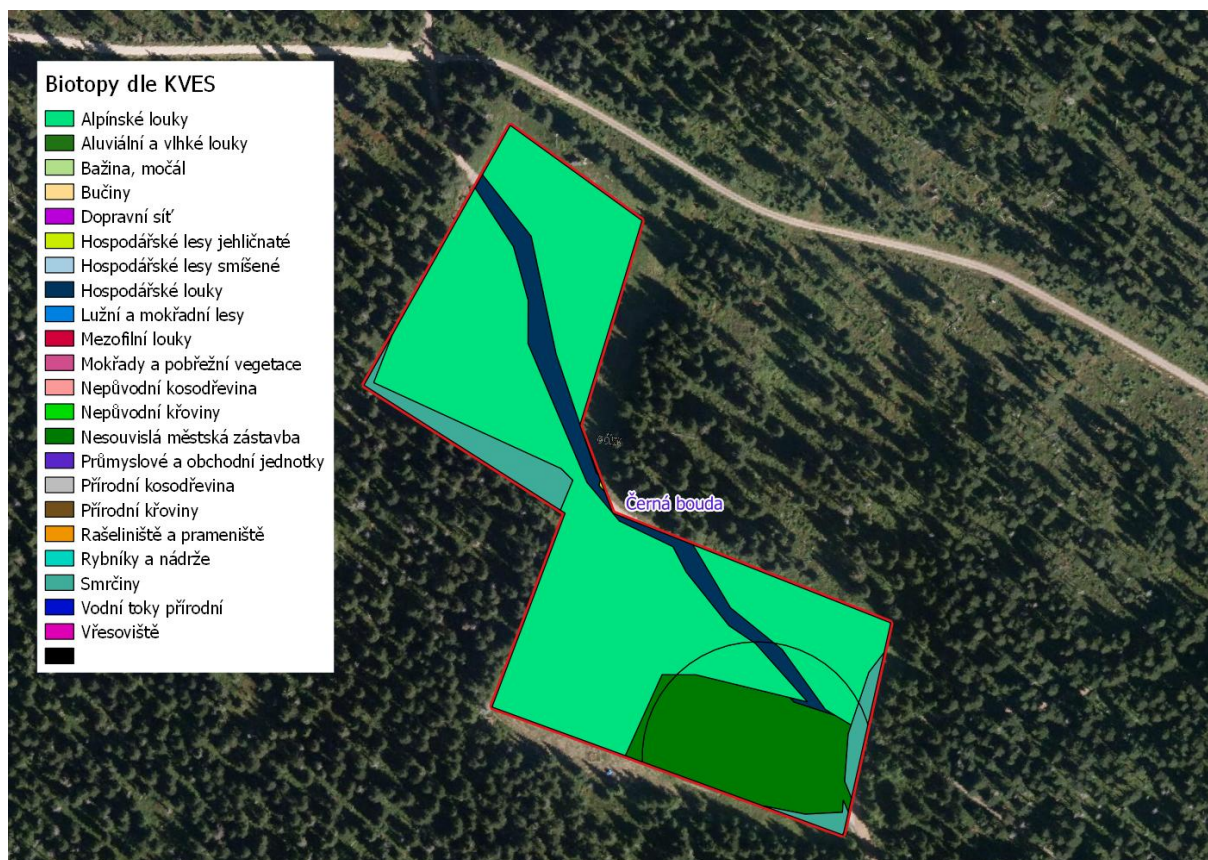 Biotopy dle KVES
Alpínské louky
Aluviální a vlhké louky
Bažina, močál
Bučiny
Dopravní síť
Hospodářské lesy jehličnaté
Hospodářské lesy smíšené
Hospodářské louky
Lužní a mokřadní lesy
Mezofilní louky
Mokřady a pobřežní vegetace
Nepůvodní kosodřevina
Nepůvodní křoviny
Nesouvislá městská zástavba
Průmyslové a obchodní jednotky
Přírodní kosodřevina
Přírodní křoviny
Rašeliniště a prameniště
Rybníky a nádrže
Smrčiny
Vodní toky přírodní
Vřesoviště
Černá bouda